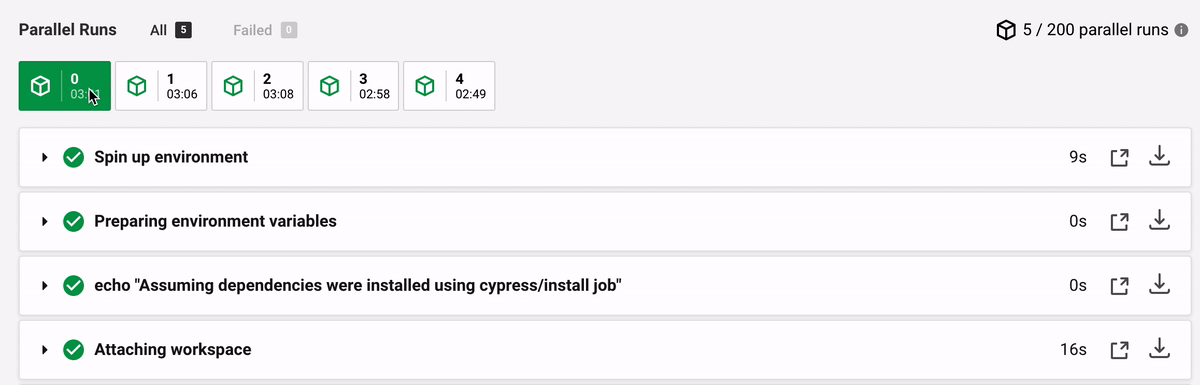 Parallel Runs All 5 Failed 0 5 / 200 parallel runs
0 1 2 3 4
03:06 03:08 02:58 02:49
Spin up environment 9s
Preparing environment variables 0s
echo "Assuming dependencies were installed using cypress/install job" 0s
Attaching workspace 16s